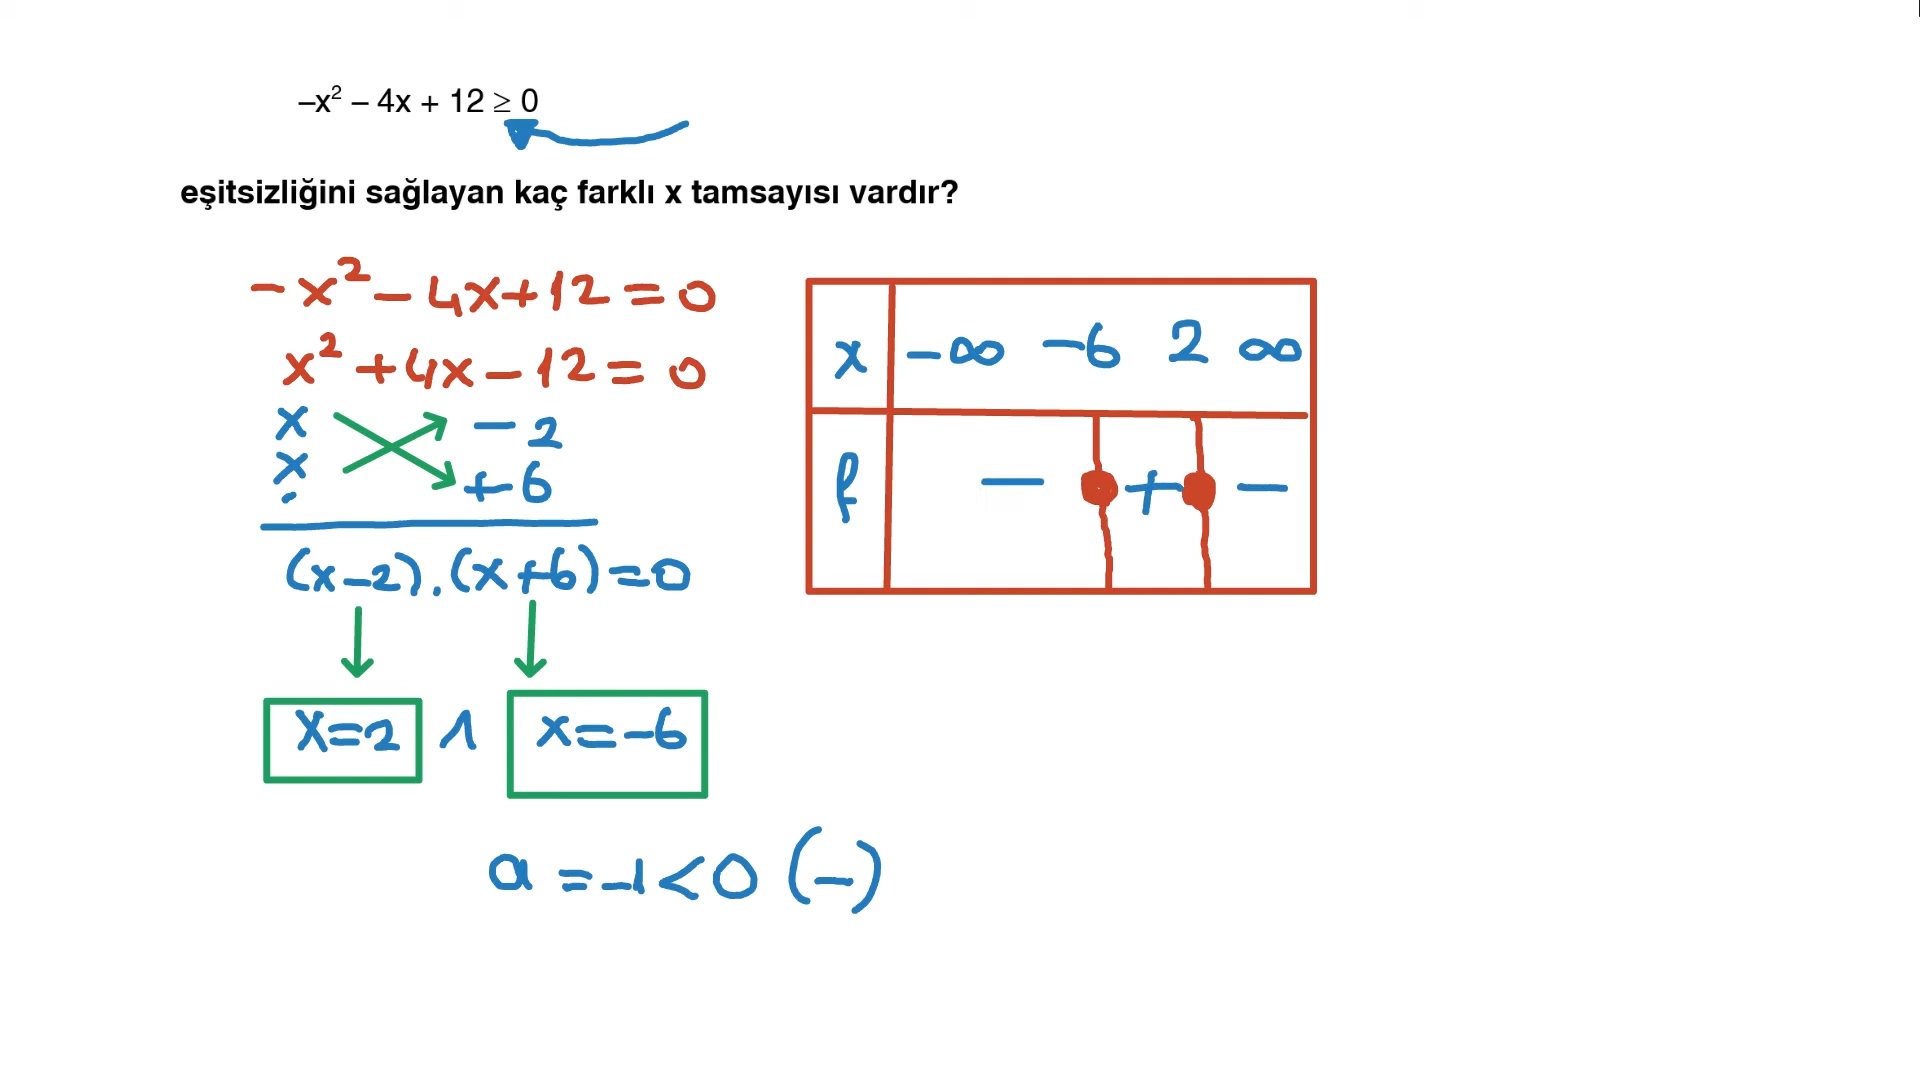 –x² – 4x + 12 ≥ 0
eşitsizliğini sağlayan kaç farklı x tamsayısı vardır?
-x² - 4x + 12 = 0
x² + 4x - 12 = 0
x - 2
x + 6
(x-2).(x+6)=0
x=2 ∧ x=-6
a = -1 < 0 (-)
x -∞ -6 2 ∞
f - + -